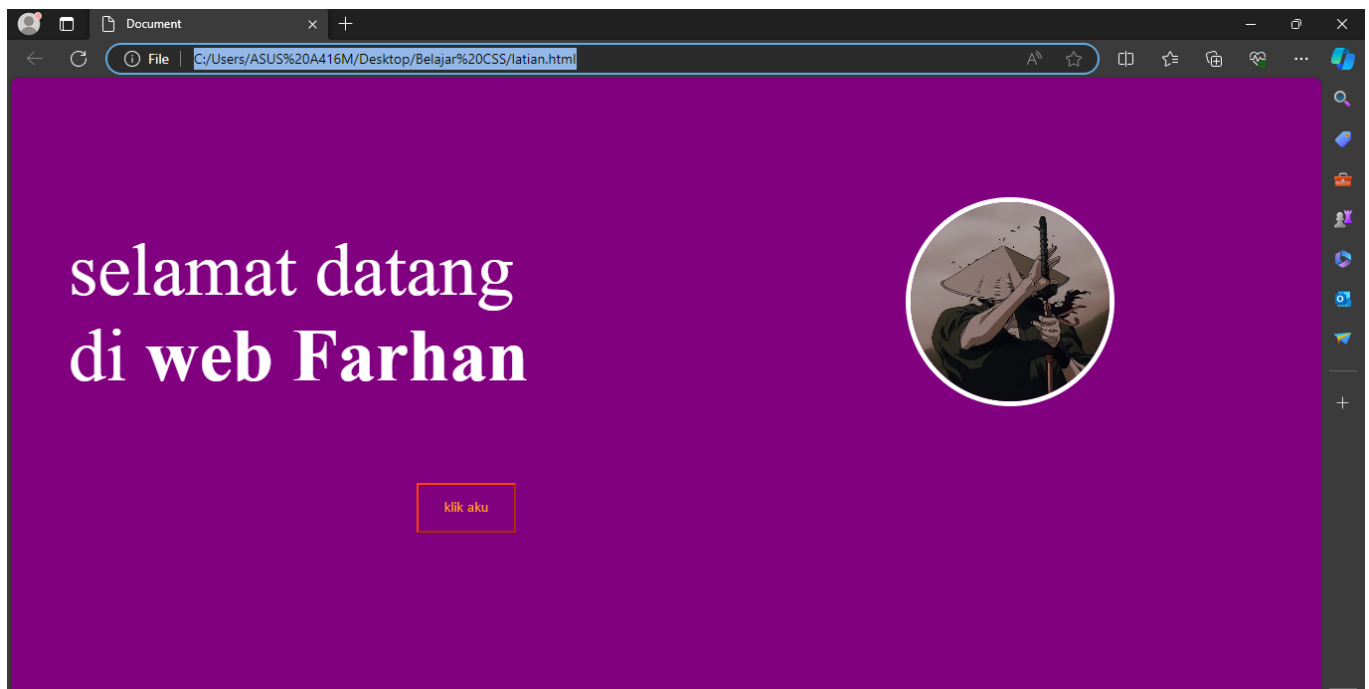 Document
File
C:/Users/ASUS%20A416M/Desktop/Belajar%20CSS/latian.html
selamat datang
di web Farhan
klik aku